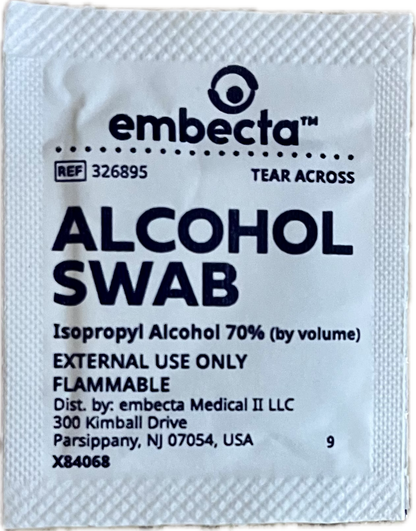 embecta™
REF 326895 TEAR ACROSS
ALCOHOL
SWAB
Isopropyl Alcohol 70% (by volume)
EXTERNAL USE ONLY
FLAMMABLE
Dist. by: embecta Medical II LLC
300 Kimball Drive
Parsippany, NJ 07054, USA 9
X84068